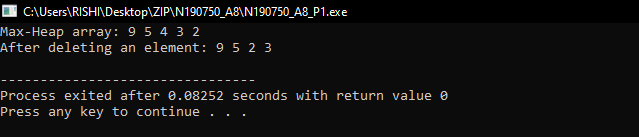 C:\Users\RISHI\Desktop\ZIP\N190750_A8\N190750_A8_P1.exe
Max-Heap array: 9 5 4 3 2
After deleting an element: 9 5 2 3
--------------------------------
Process exited after 0.08252 seconds with return value 0
Press any key to continue . . .